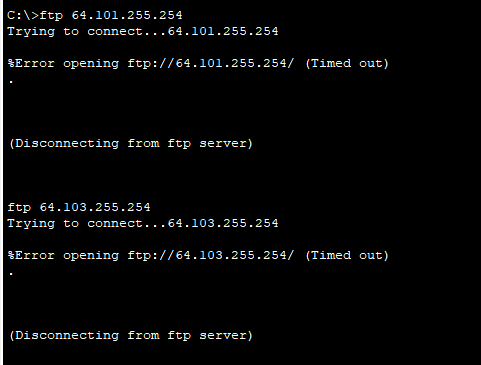 C:\>ftp 64.101.255.254
Trying to connect...64.101.255.254
%Error opening ftp://64.101.255.254/ (Timed out)
.
(Disconnecting from ftp server)
ftp 64.103.255.254
Trying to connect...64.103.255.254
%Error opening ftp://64.103.255.254/ (Timed out)
.
(Disconnecting from ftp server)